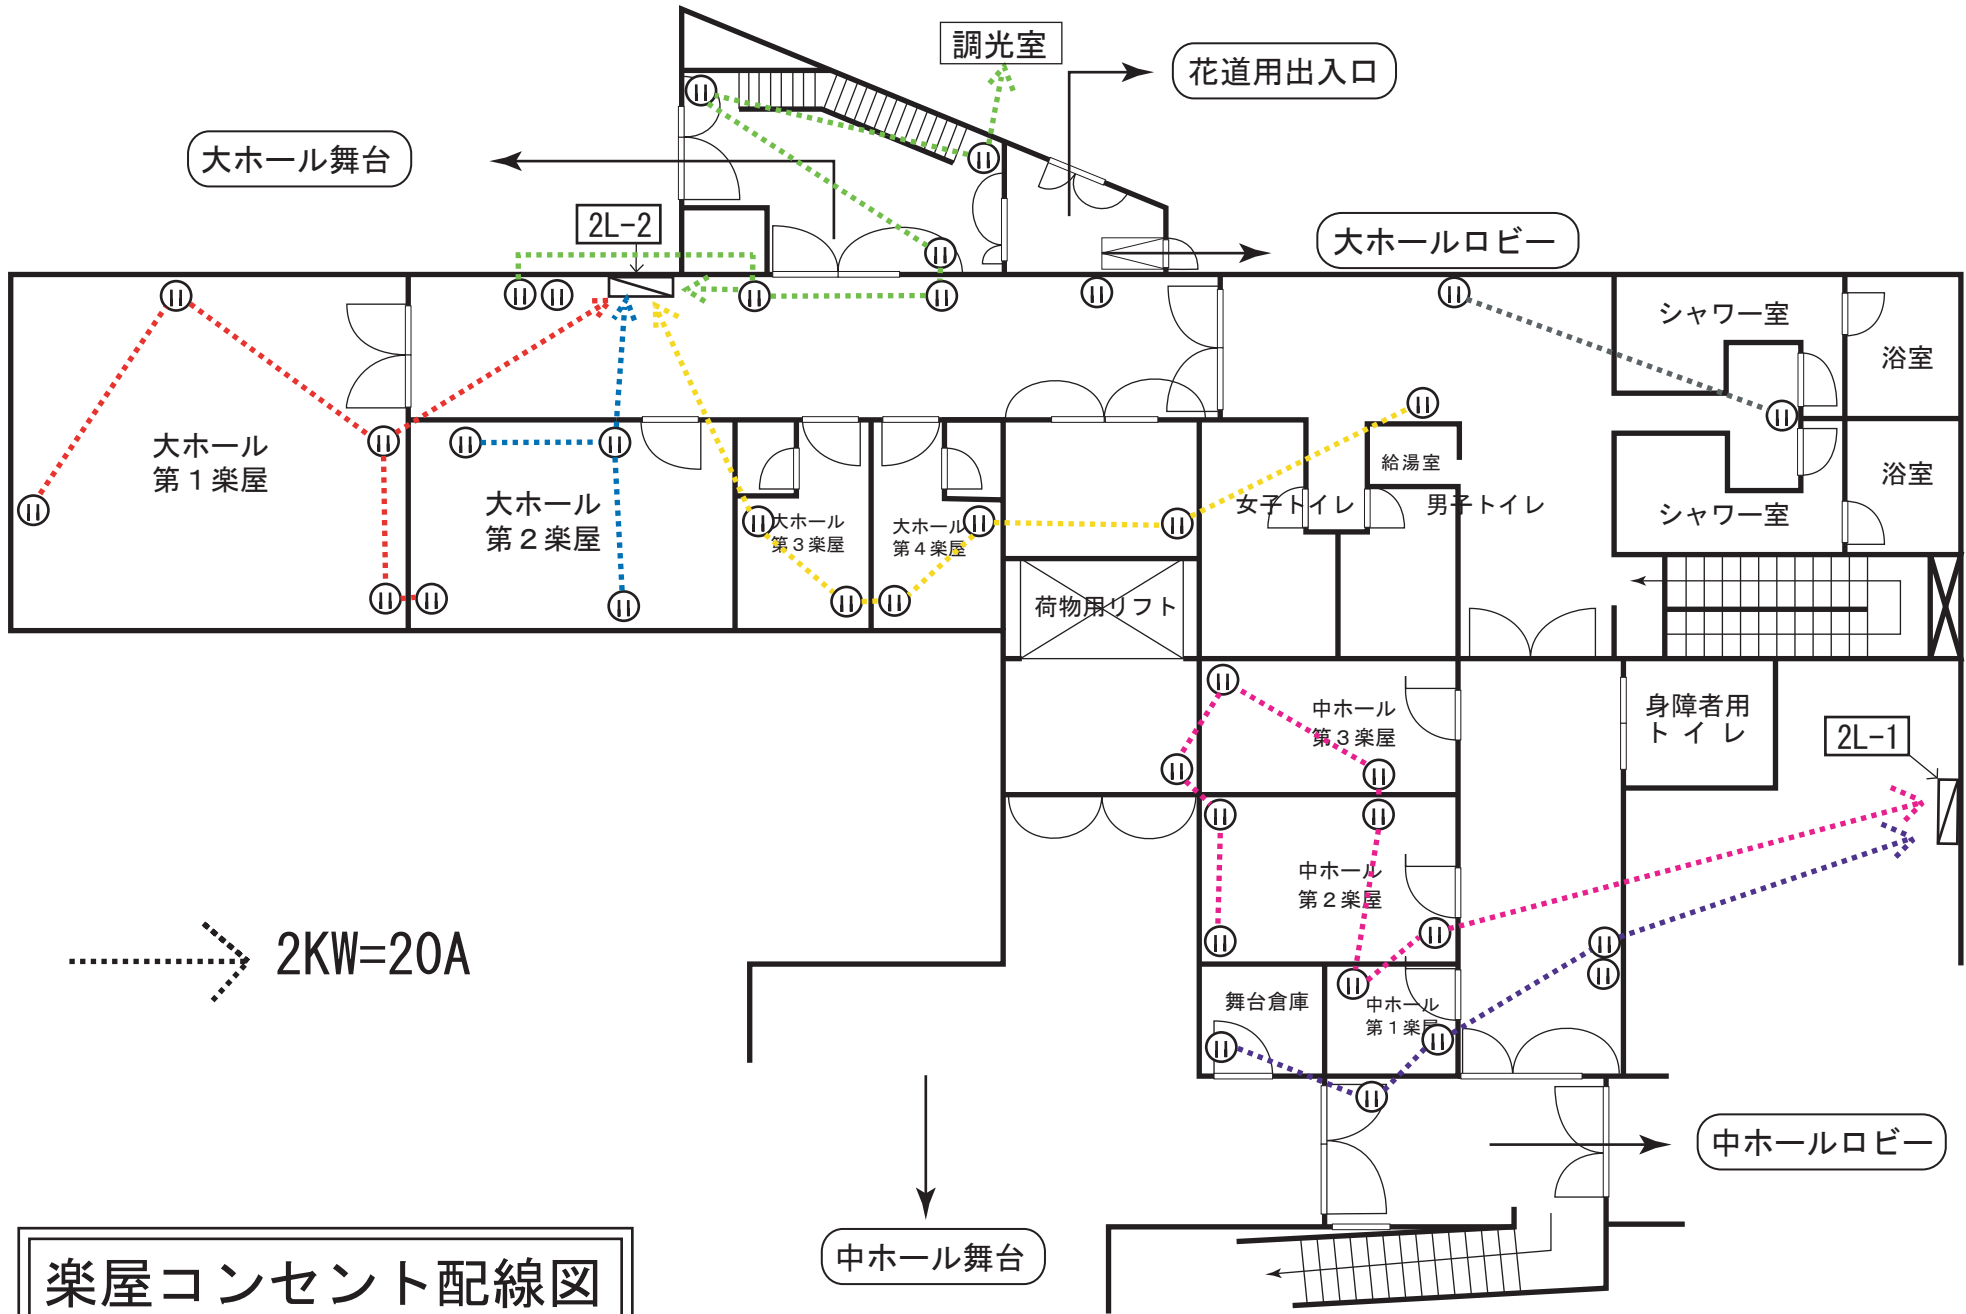 調光室
花道用出入口
大ホール舞台
2L-2
大ホールロビー
シャワー室
浴室
大ホール
第１楽屋
給湯室
浴室
大ホール
第２楽屋
大ホール
第３楽屋
大ホール
第４楽屋
女子トイレ
男子トイレ
シャワー室
荷物用リフト
中ホール
第３楽屋
身障者用
トイレ
2L-1
中ホール
第２楽屋
2KW=20A
舞台倉庫
中ホール
第１楽屋
中ホールロビー
中ホール舞台
楽屋コンセント配線図